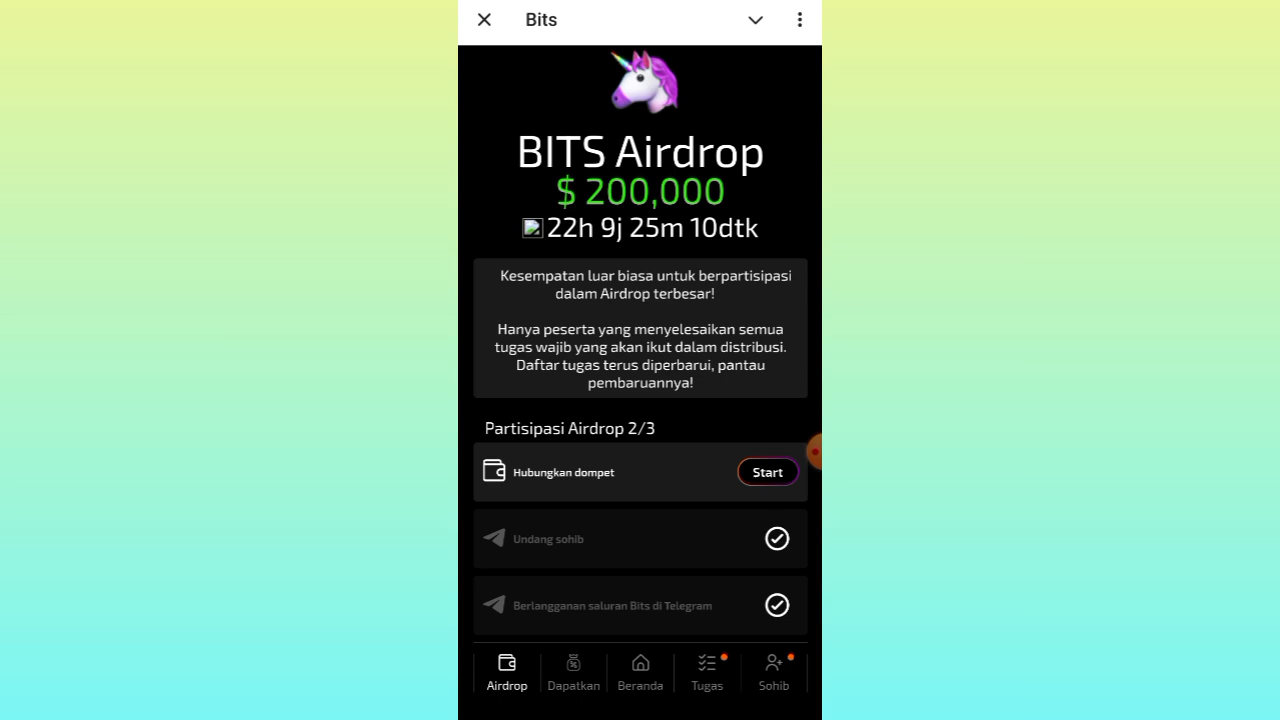 Bits
BITS Airdrop
$ 200,000
22h 9j 25m 10dtk
Kesempatan luar biasa untuk berpartisipasi
dalam Airdrop terbesar!
Hanya peserta yang menyelesaikan semua
tugas wajib yang akan ikut dalam distribusi.
Daftar tugas terus diperbarui, pantau
pembaruannya!
Partisipasi Airdrop 2/3
Hubungkan dompet
Start
Undang sohib
Berlangganan saluran Bits di Telegram
Airdrop
Dapatkan
Beranda
Tugas
Sohib